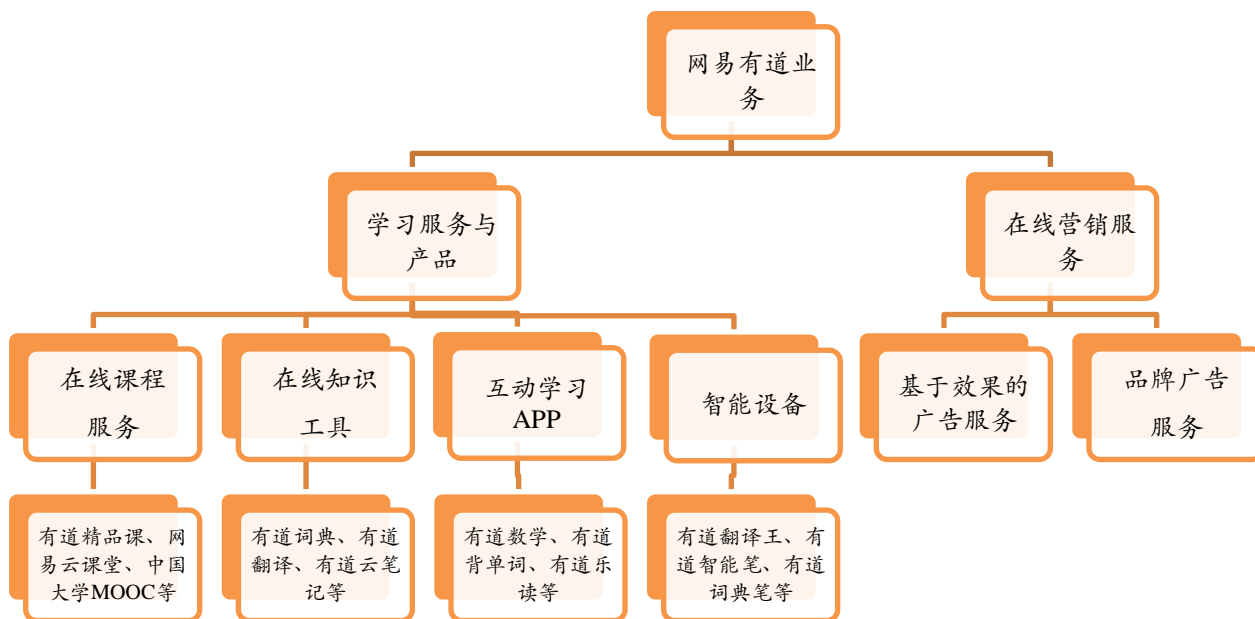 网易有道业
务
学习服务与
产品
在线营销服
务
在线课程
服务
在线知识
工具
互动学习
APP
智能设备
基于效果的
广告服务
品牌广告
服务
有道精品课、网
易云课堂、中国
大学MOOC等
有道词典、有道
翻译、有道云笔
记等
有道数学、有道
背单词、有道乐
读等
有道翻译王、有
道智能笔、有道
词典笔等